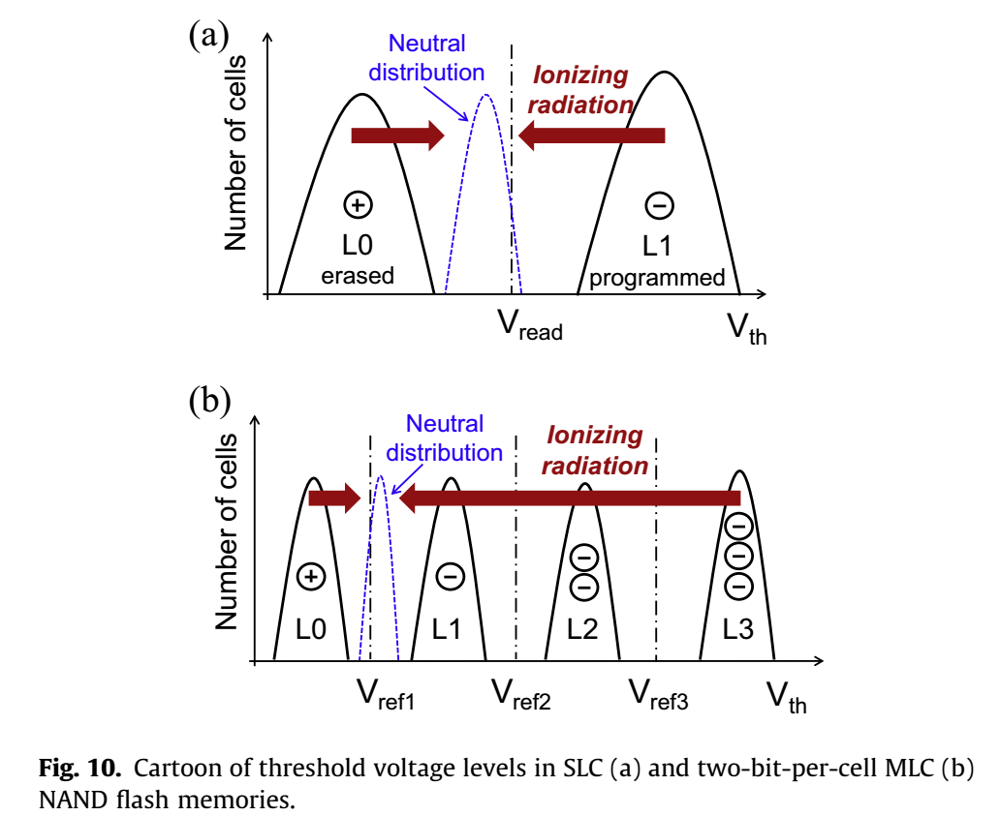 (a)
Number of cells
Neutral
distribution
Ionizing
radiation
+
L0
erased
−
L1
programmed
Vread
Vth
(b)
Number of cells
Neutral
distribution
Ionizing
radiation
+
L0
−
L1
−
−
L2
−
−
−
L3
Vref1
Vref2
Vref3
Vth
Fig. 10. Cartoon of threshold voltage levels in SLC (a) and two-bit-per-cell MLC (b)
NAND flash memories.